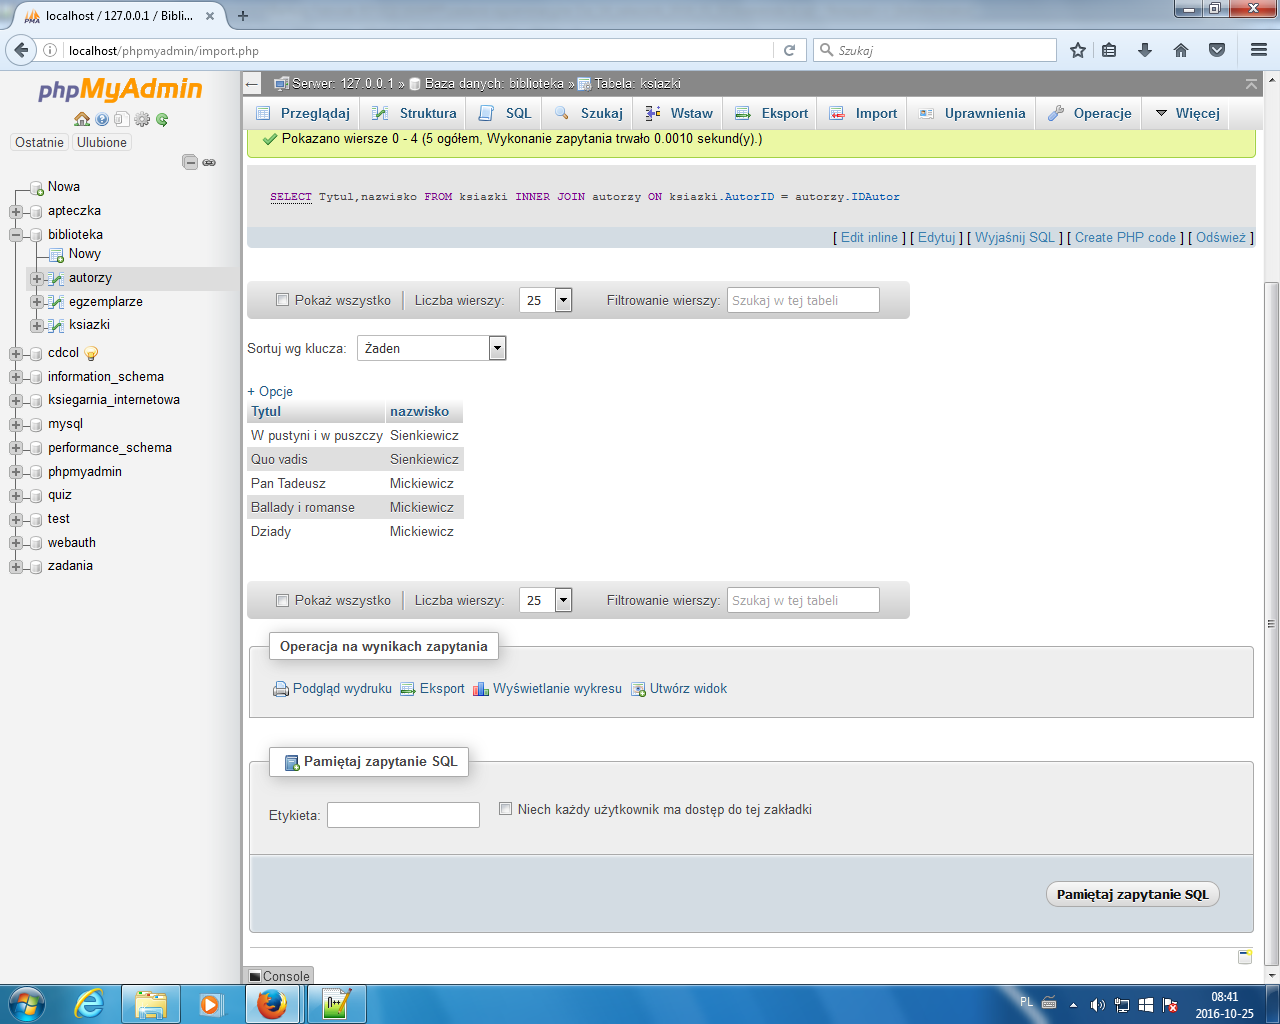 localhost / 127.0.0.1 / Bibli...
localhost/phpmyadmin/import.php
Szukaj
phpMyAdmin
Ostatnie
Ulubione
Nowa
apteczka
biblioteka
Nowy
autorzy
egzemplarze
ksiazki
cdcol
information_schema
ksiegarnia_internetowa
mysql
performance_schema
phpmyadmin
quiz
test
webauth
zadania
Serwer: 127.0.0.1 » Baza danych: biblioteka » Tabela: ksiazki
Przeglądaj Struktura SQL Szukaj Wstaw Eksport Import Uprawnienia Operacje Więcej
Pokazano wiersze 0 - 4 (5 ogółem, Wykonanie zapytania trwało 0.0010 sekund(y).)
SELECT Tytul,nazwisko FROM ksiazki INNER JOIN autorzy ON ksiazki.AutorID = autorzy.IDAutor
[ Edit inline ] [ Edytuj ] [ Wyjaśnij SQL ] [ Create PHP code ] [ Odśwież ]
Pokaż wszystko Liczba wierszy: 25 Filtrowanie wierszy: Szukaj w tej tabeli
Sortuj wg klucza: Żaden
+ Opcje
Tytul nazwisko
W pustyni i w puszczy Sienkiewicz
Quo vadis Sienkiewicz
Pan Tadeusz Mickiewicz
Ballady i romanse Mickiewicz
Dziady Mickiewicz
Pokaż wszystko Liczba wierszy: 25 Filtrowanie wierszy: Szukaj w tej tabeli
Operacja na wynikach zapytania
Podgląd wydruku Eksport Wyświetlanie wykresu Utwórz widok
Pamiętaj zapytanie SQL
Etykieta: Niech każdy użytkownik ma dostęp do tej zakładki
Pamiętaj zapytanie SQL
Console
PL
08:41
2016-10-25